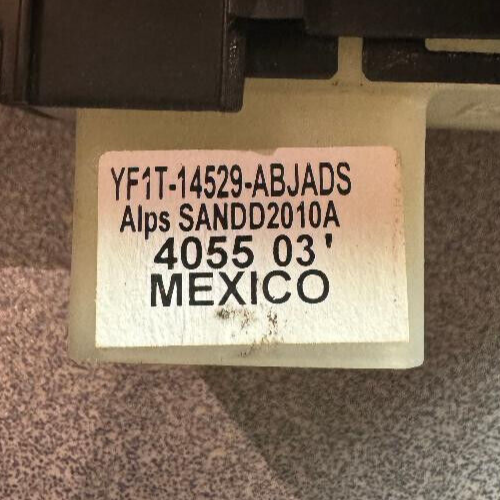 YF1T-14529-ABJADS
Alps SANDD2010A
4055 03'
MEXICO